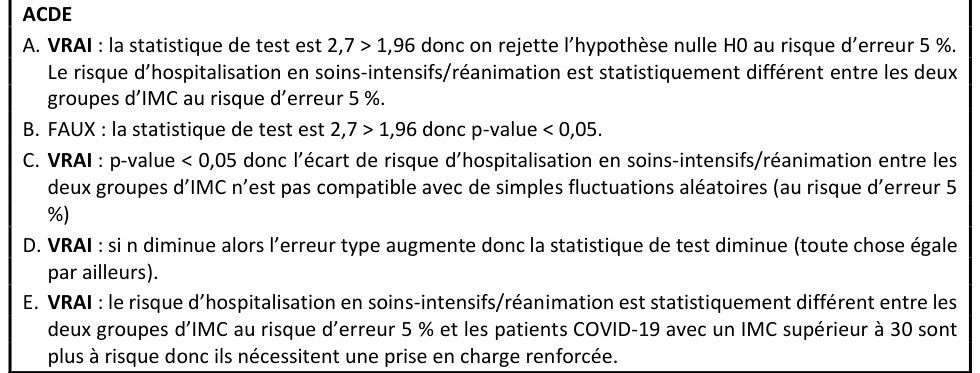 ACDE
A. VRAI : la statistique de test est 2,7 > 1,96 donc on rejette l’hypothèse nulle H0 au risque d’erreur 5 %.
Le risque d’hospitalisation en soins-intensifs/réanimation est statistiquement différent entre les deux
groupes d’IMC au risque d’erreur 5 %.
B. FAUX : la statistique de test est 2,7 > 1,96 donc p-value < 0,05.
C. VRAI : p-value < 0,05 donc l’écart de risque d’hospitalisation en soins-intensifs/réanimation entre les
deux groupes d’IMC n’est pas compatible avec de simples fluctuations aléatoires (au risque d’erreur 5
%)
D. VRAI : si n diminue alors l’erreur type augmente donc la statistique de test diminue (toute chose égale
par ailleurs).
E. VRAI : le risque d’hospitalisation en soins-intensifs/réanimation est statistiquement différent entre les
deux groupes d’IMC au risque d’erreur 5 % et les patients COVID-19 avec un IMC supérieur à 30 sont
plus à risque donc ils nécessitent une prise en charge renforcée.